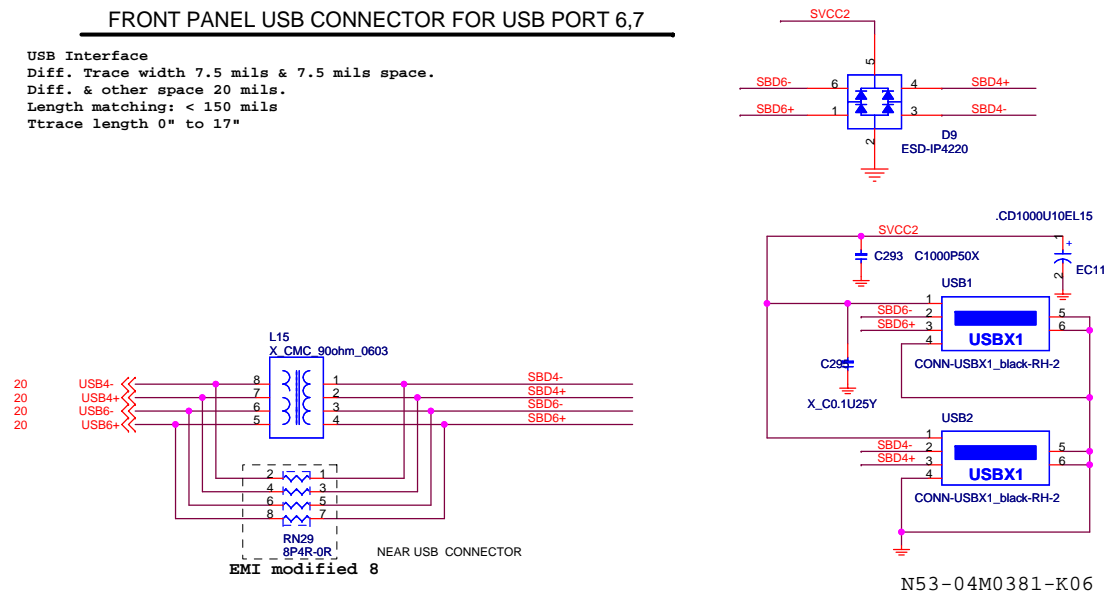 FRONT PANEL USB CONNECTOR FOR USB PORT 6,7
USB Interface
Diff. Trace width 7.5 mils & 7.5 mils space.
Diff. & other space 20 mils.
Length matching: < 150 mils
Ttrace length 0" to 17"
SVCC2
5
SBD6- 6 4 SBD4+
SBD6+ 1 3 SBD4-
2
D9
ESD-IP4220
.CD1000U10EL15
SVCC2
1
+
C293 C1000P50X
2
EC11
USB1
1
SBD6- 2
SBD6+ 3
4
5
6
USBX1
CONN-USBX1_black-RH-2
X_C0.1U25Y
USB2
1
SBD4- 2
SBD4+ 3
4
5
6
USBX1
CONN-USBX1_black-RH-2
L15
X_CMC_90ohm_0603
20 USB4- 8 1 SBD4-
20 USB4+ 7 2 SBD4+
20 USB6- 6 3 SBD6-
20 USB6+ 5 4 SBD6+
2 1
4 3
6 5
8 7
RN29
8P4R-0R
NEAR USB CONNECTOR
EMI modified 8
N53-04M0381-K06